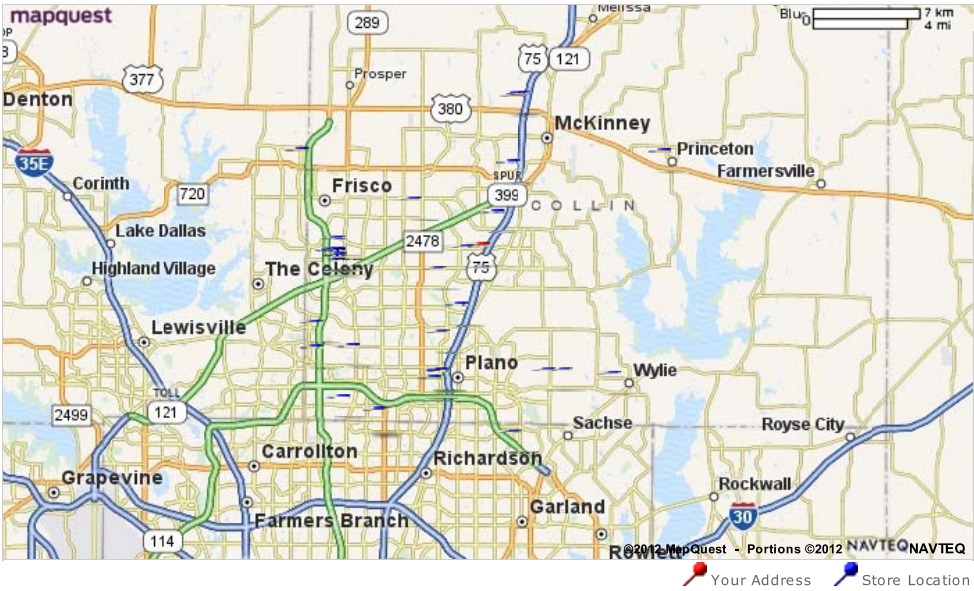 mapquest
289
Melissa
7 km
4 mi
Blu
0
75
121
377
Prosper
Denton
380
McKinney
35E
Princeton
Corinth
720
Frisco
SPUR
399
Farmersville
COLLIN
Lake Dallas
2478
Highland Village
The Colony
75
Lewisville
Plano
Wylie
TOLL
121
2499
Sachse
Royse City
Carrollton
Richardson
Grapevine
Rockwall
Garland
30
Farmers Branch
114
Rowlett
©2012 MapQuest - Portions ©2012 NAVTEQ NAVTEQ
Your Address
Store Location